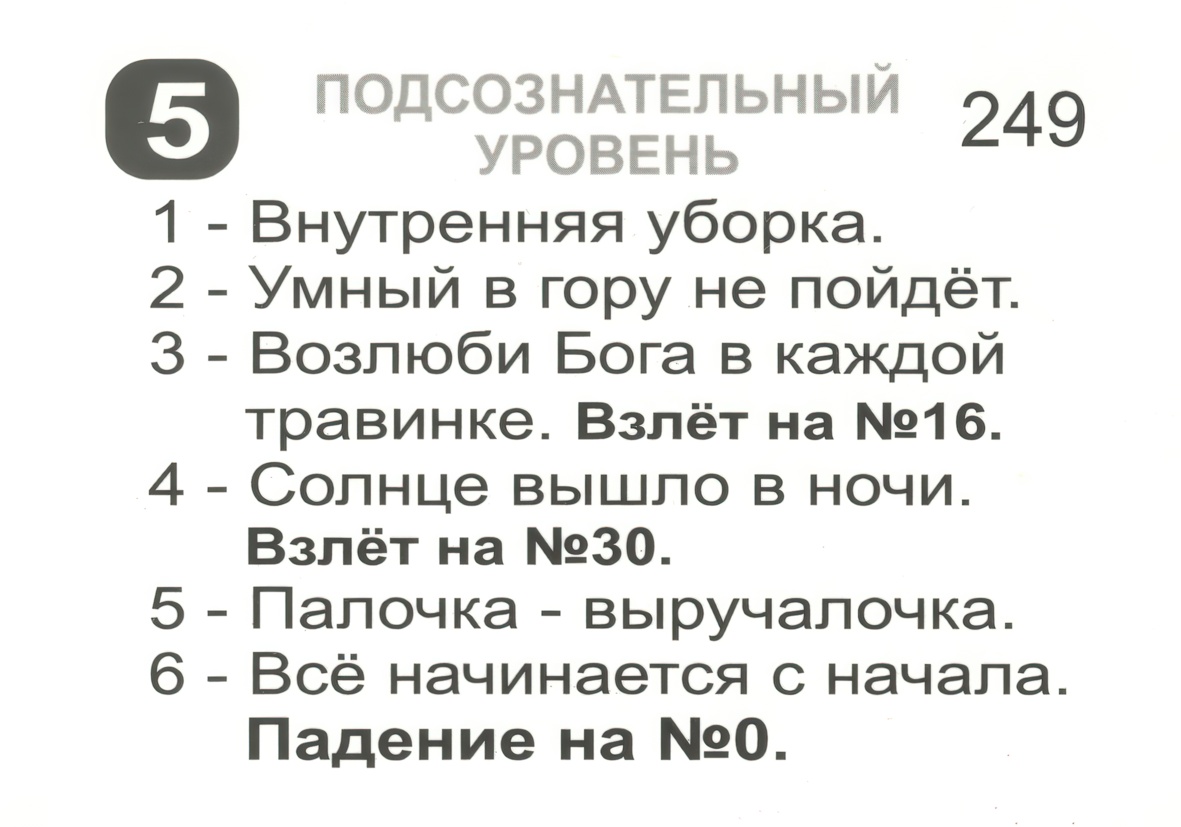 5 ПОДСОЗНАТЕЛЬНЫЙ 249
УРОВЕНЬ
1 - Внутренняя уборка.
2 - Умный в гору не пойдёт.
3 - Возлюби Бога в каждой
травинке. Взлёт на №16.
4 - Солнце вышло в ночи.
Взлёт на №30.
5 - Палочка - выручалочка.
6 - Всё начинается с начала.
Падение на №0.